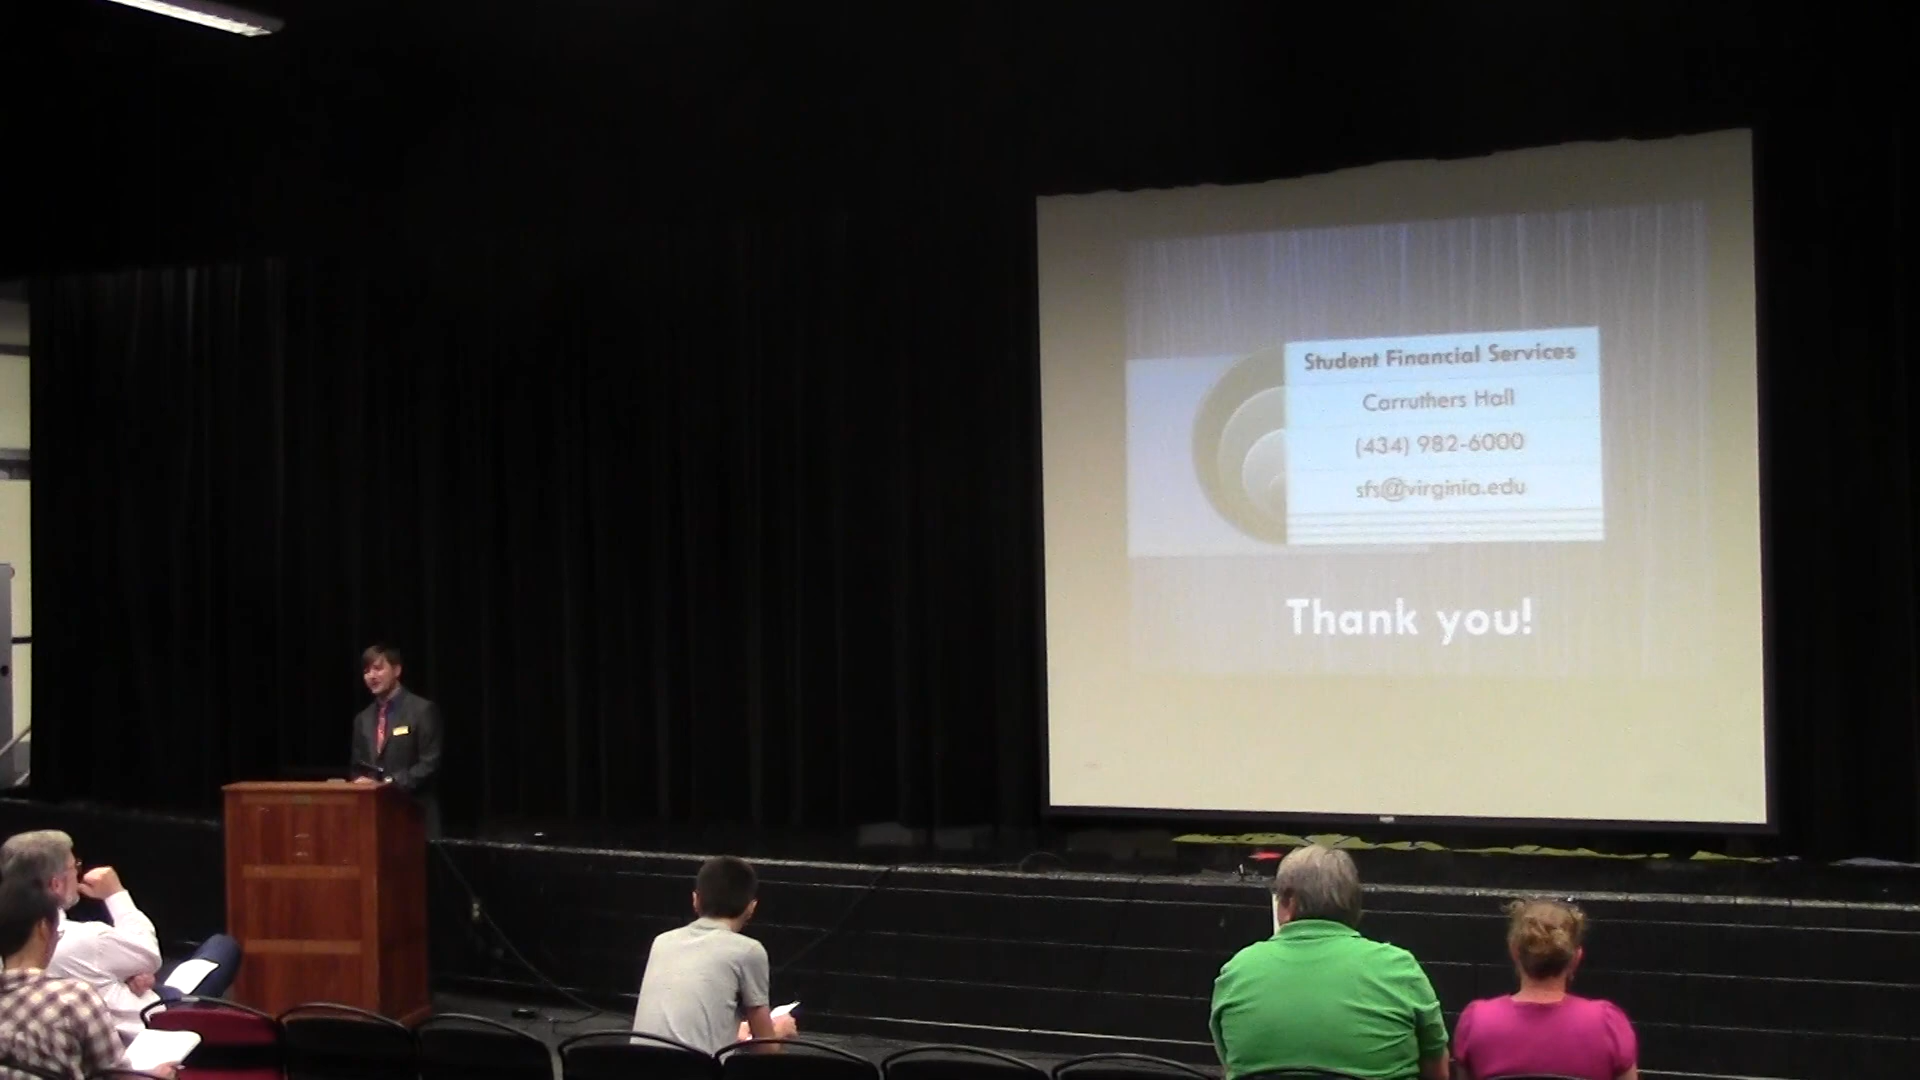 Student Financial Services
Carruthers Hall
(434) 982-6000
sfs@virginia.edu
Thank you!